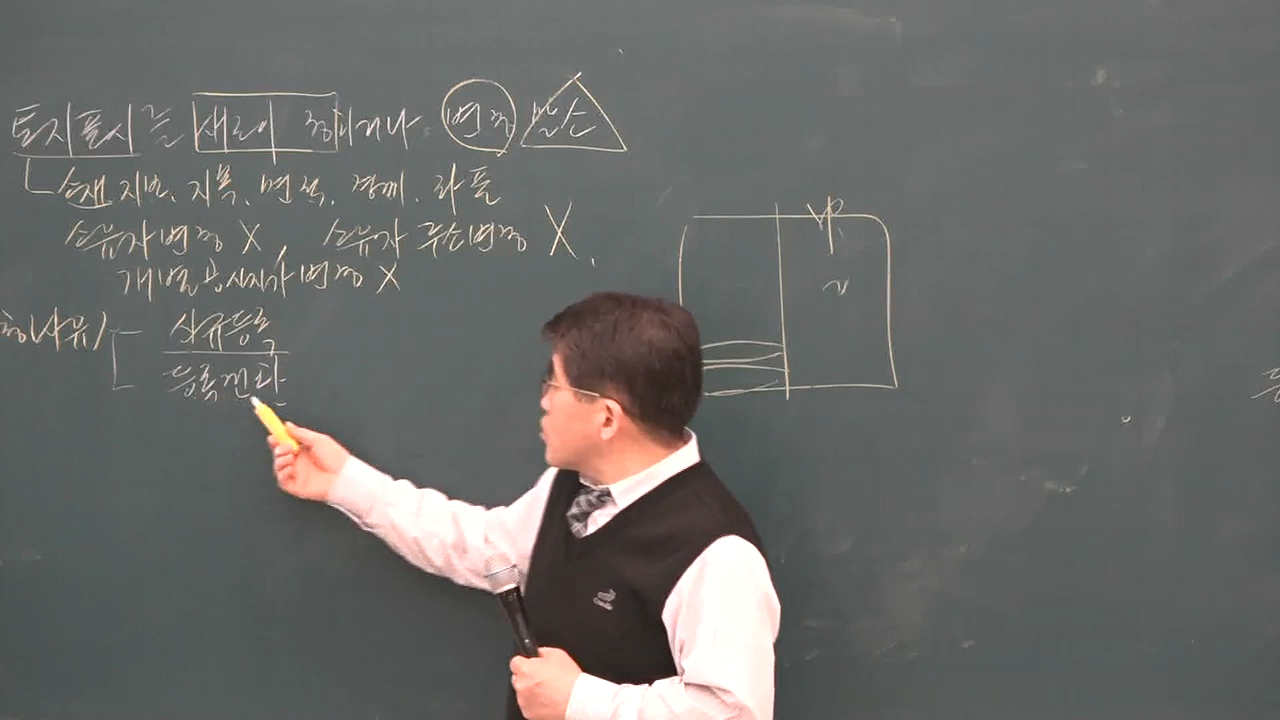 토지표시를 새로이 정하거나 변경 말소
소재 지번, 지목, 면적, 경계, 좌표
소유자변경 X, 소유자 주소변경 X.
개별공시지가 변경 X
신규등록
등록전환